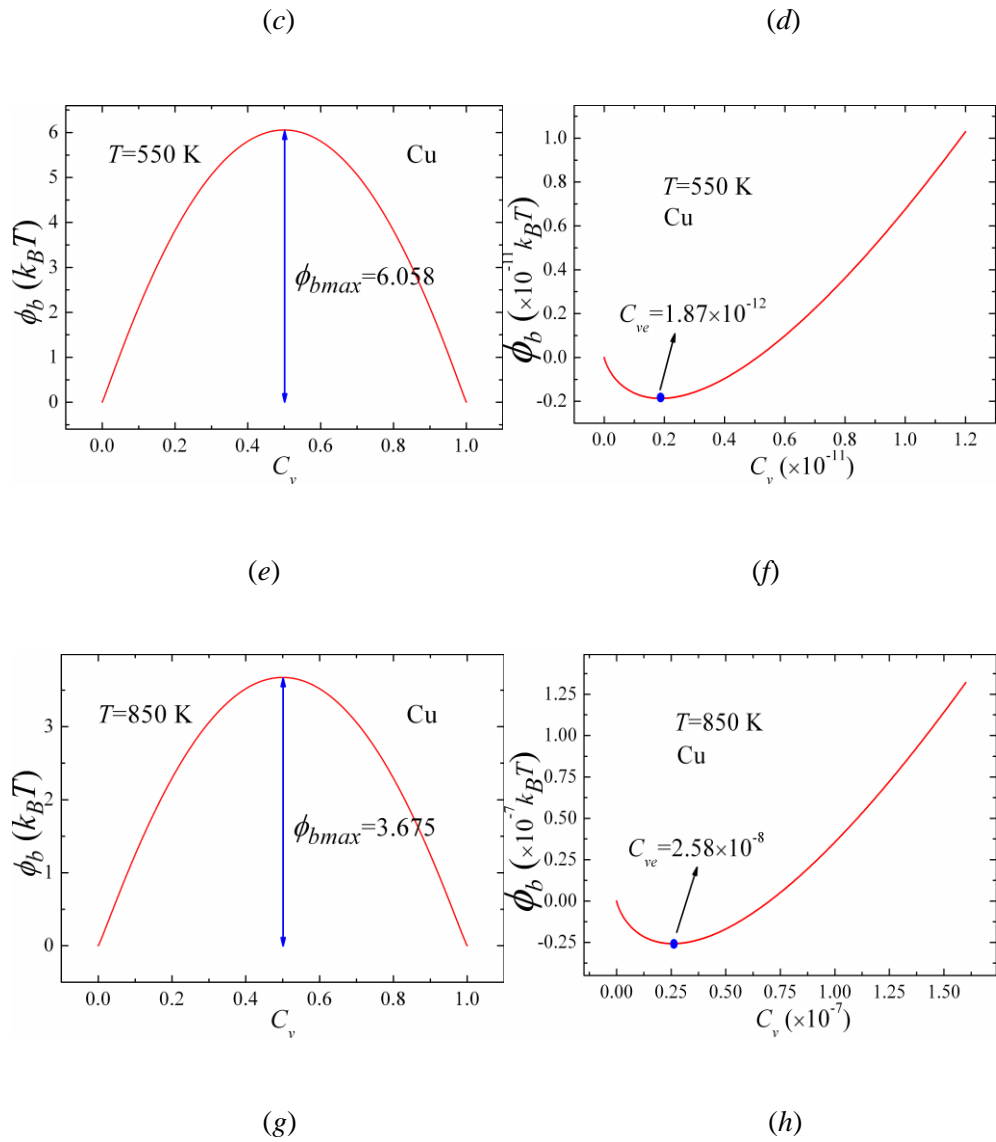 (c) (d)
T=550 K Cu
ϕb (kBT)
6
5
4
3
2
1
0
ϕbmax=6.058
0.0 0.2 0.4 0.6 0.8 1.0
Cv
T=550 K
Cu
ϕb (×10-11 kBT)
1.0
0.8
0.6
0.4
0.2
0.0
-0.2
Cve=1.87×10-12
0.0 0.2 0.4 0.6 0.8 1.0 1.2
Cv (×10-11)
(e) (f)
T=850 K Cu
ϕb (kBT)
3
2
1
0
ϕbmax=3.675
0.0 0.2 0.4 0.6 0.8 1.0
Cv
T=850 K
Cu
ϕb (×10-7 kBT)
1.25
1.00
0.75
0.50
0.25
0.00
-0.25
Cve=2.58×10-8
0.00 0.25 0.50 0.75 1.00 1.25 1.50
Cv (×10-7)
(g) (h)